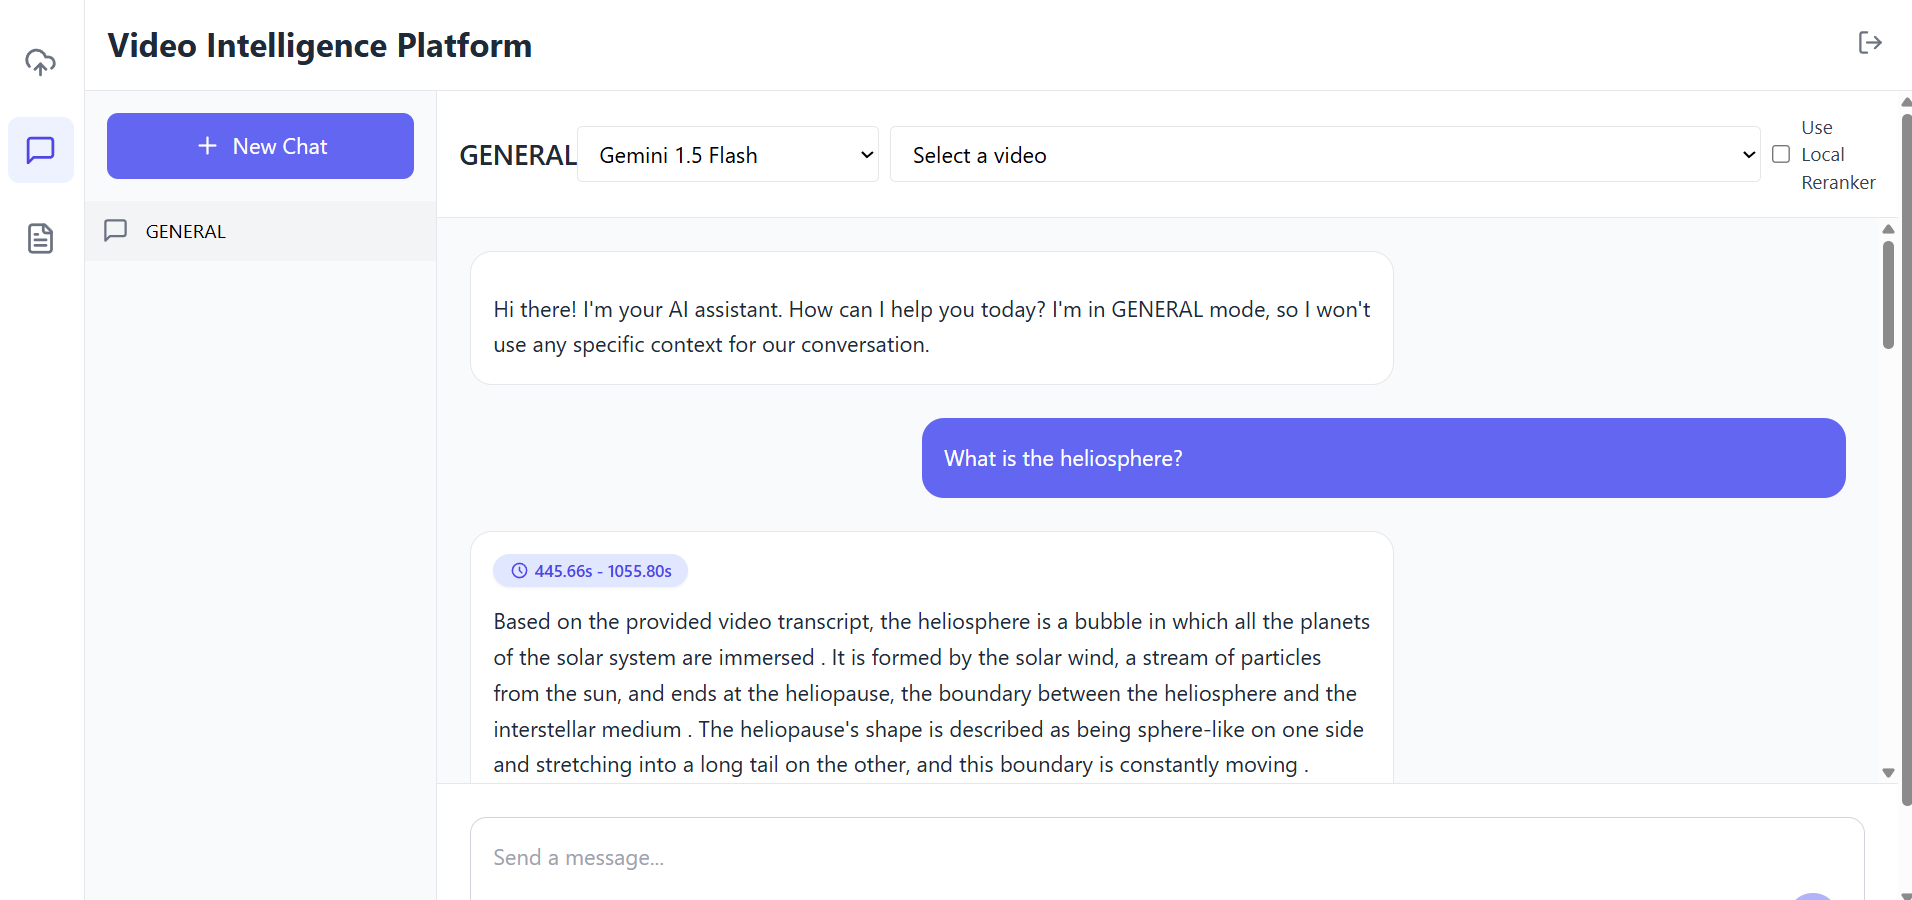 Video Intelligence Platform
New Chat
GENERAL
GENERAL
Gemini 1.5 Flash
Select a video
Use
Local
Reranker
Hi there! I'm your AI assistant. How can I help you today? I'm in GENERAL mode, so I won't
use any specific context for our conversation.
What is the heliosphere?
445.66s - 1055.80s
Based on the provided video transcript, the heliosphere is a bubble in which all the planets
of the solar system are immersed . It is formed by the solar wind, a stream of particles
from the sun, and ends at the heliopause, the boundary between the heliosphere and the
interstellar medium . The heliopause's shape is described as being sphere-like on one side
and stretching into a long tail on the other, and this boundary is constantly moving .
Send a message...